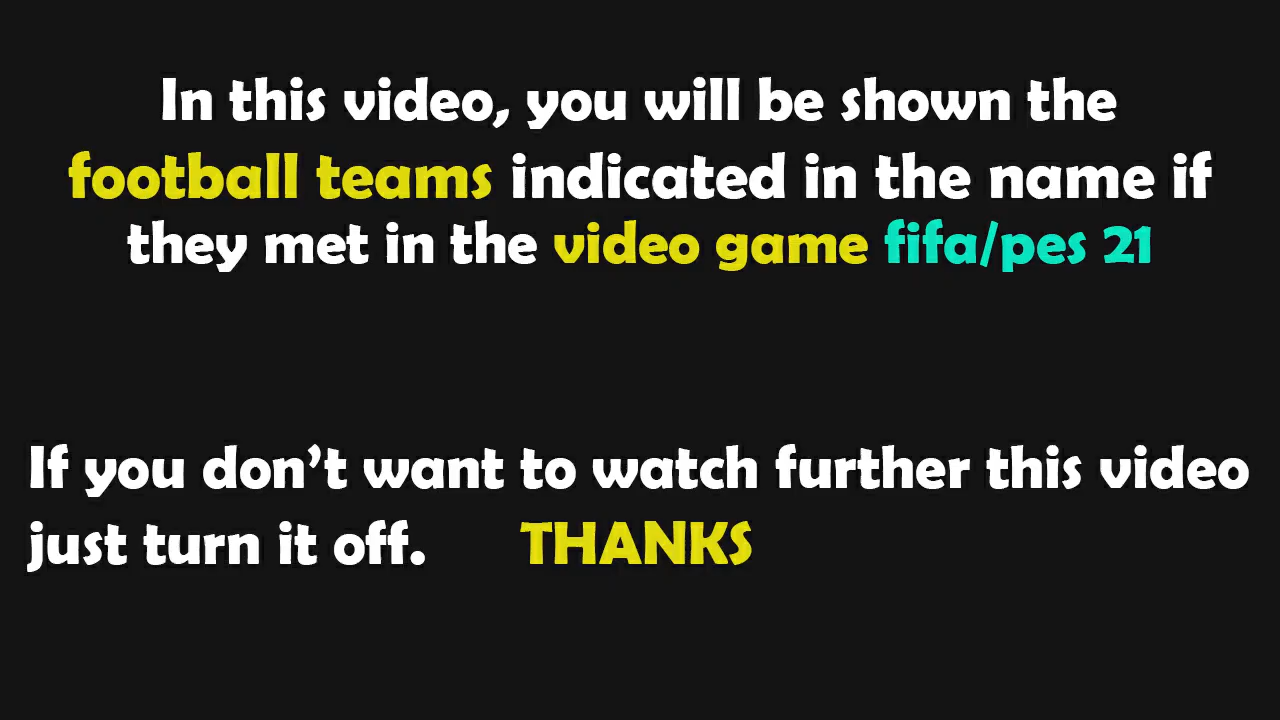 In this video, you will be shown the
football teams indicated in the name if
they met in the video game fifa/pes 21
If you don't want to watch further this video
just turn it off. THANKS